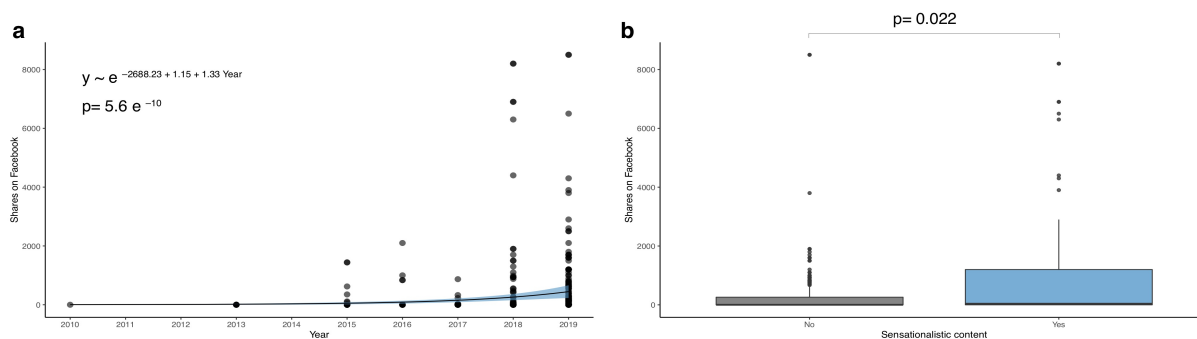 a
y ~ e −2688.23 + 1.15 + 1.33 Year
p= 5.6 e −10
Shares on Facebook
8000
6000
4000
2000
0
2010 2011 2012 2013 2014 2015 2016 2017 2018 2019
Year
b
p= 0.022
Shares on Facebook
8000
6000
4000
2000
0
No Yes
Sensationalistic content